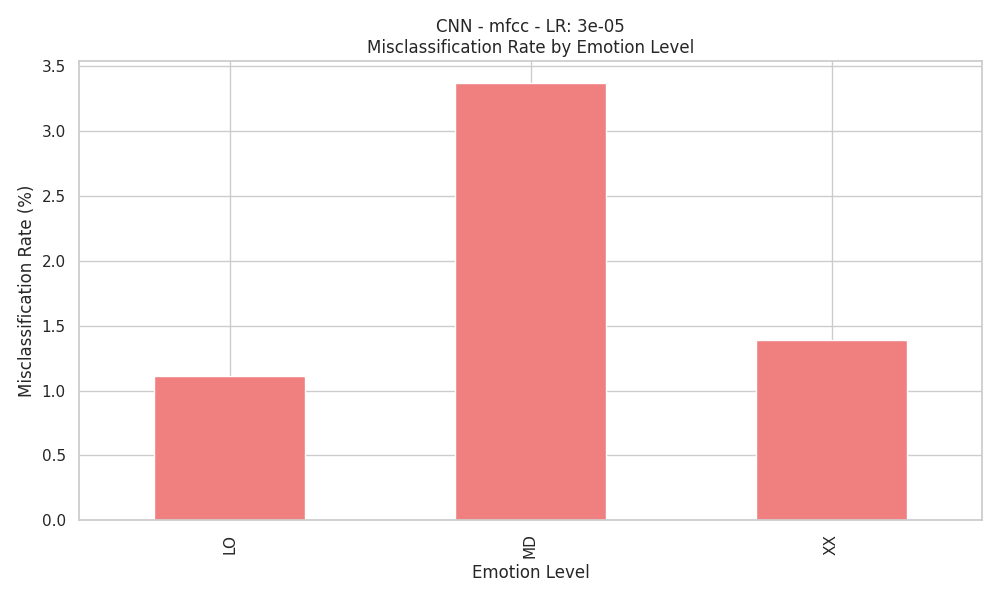 CNN - mfcc - LR: 3e-05
Misclassification Rate by Emotion Level
Misclassification Rate (%)
3.5
3.0
2.5
2.0
1.5
1.0
0.5
0.0
LO
MD
XX
Emotion Level